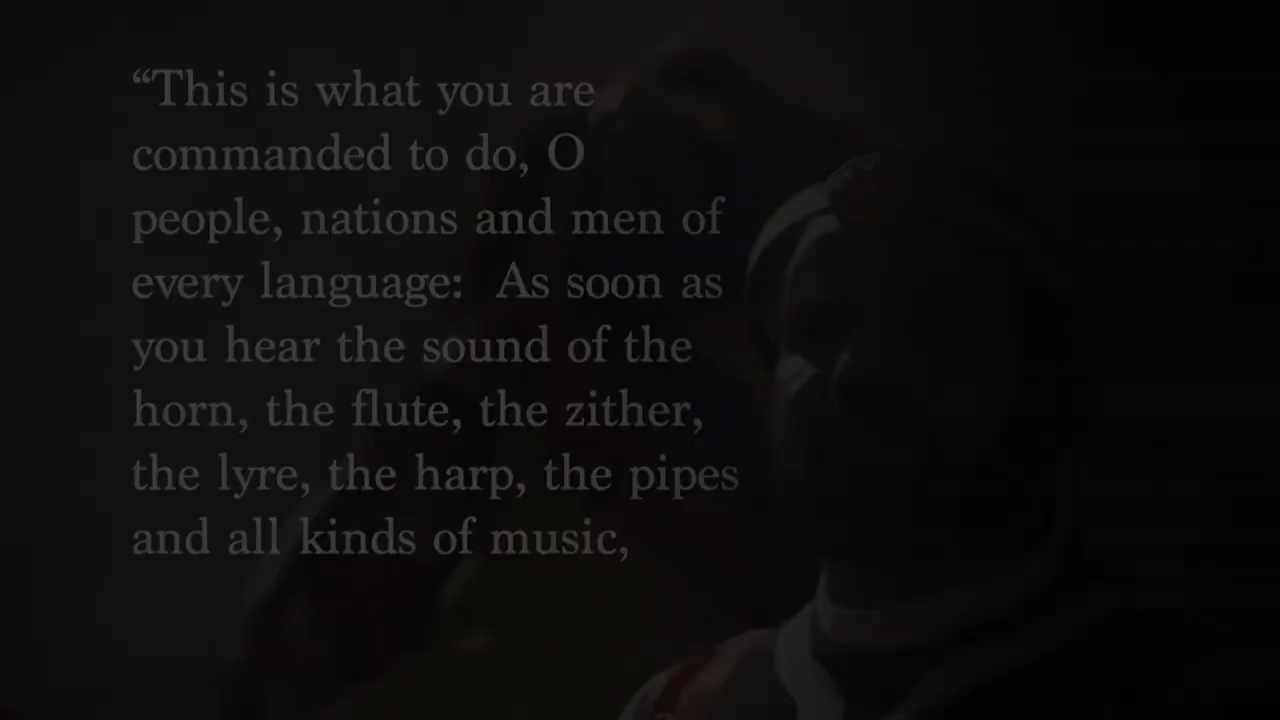 “This is what you are
commanded to do, O
people, nations and men of
every language:  As soon as
you hear the sound of the
horn, the flute, the zither,
the lyre, the harp, the pipes
and all kinds of music,